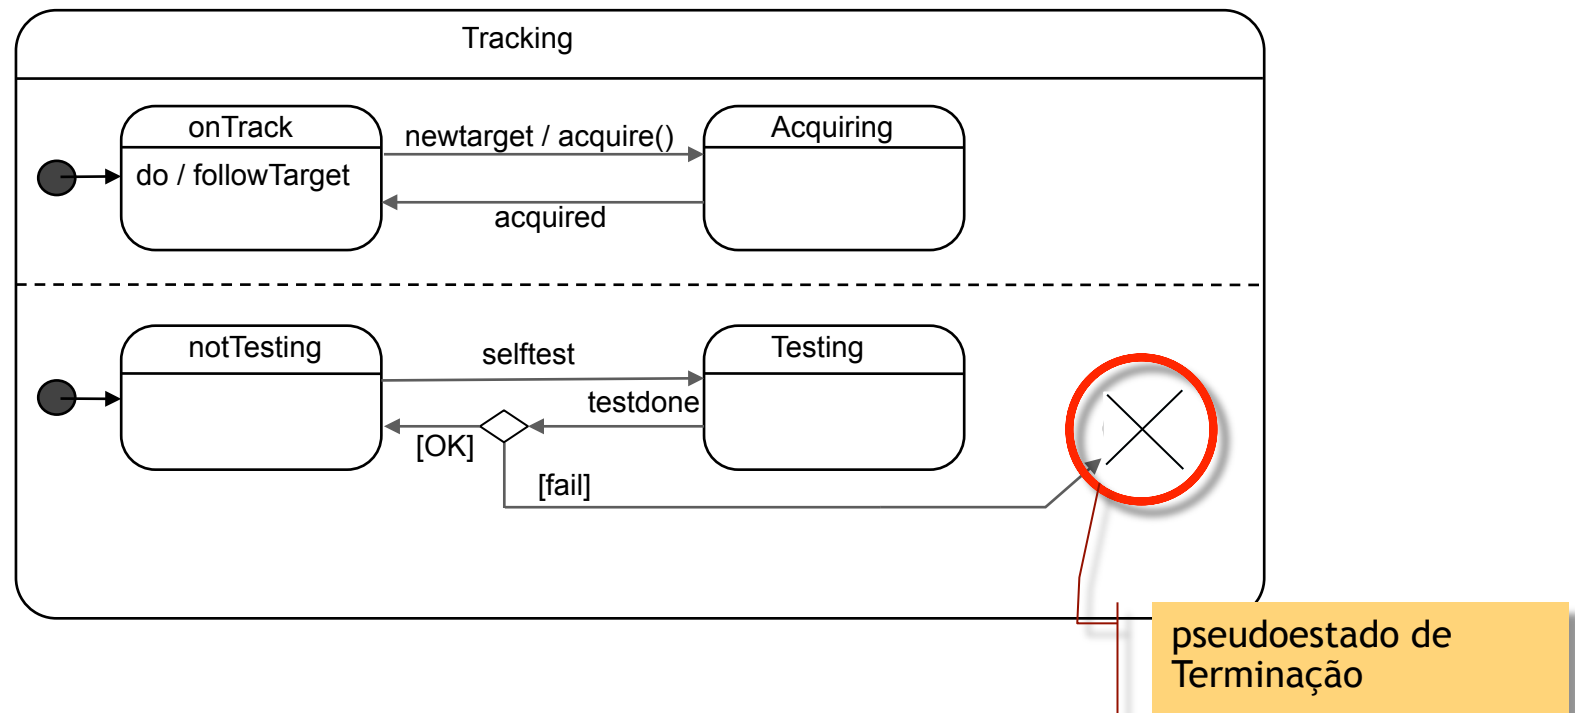 Tracking
onTrack
do / followTarget
newtarget / acquire()
Acquiring
acquired
notTesting
selftest
Testing
testdone
[OK]
[fail]
pseudoestado de
Terminação